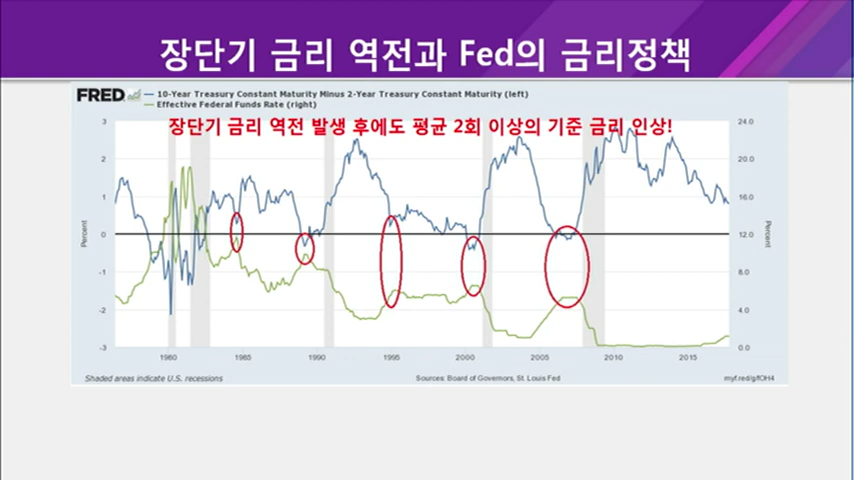 장단기 금리 역전과 Fed의 금리정책
FRED
10-Year Treasury Constant Maturity Minus 2-Year Treasury Constant Maturity (left)
Effective Federal Funds Rate (right)
장단기 금리 역전 발생 후에도 평균 2회 이상의 기준 금리 인상!
3 24.0
2 20.0
1 16.0
0 12.0
-1 8.0
-2 4.0
-3 0.0
Percent
Percent
1980 1985 1990 1995 2000 2005 2010 2015
Shaded areas indicate U.S. recessions Sources: Board of Governors, St. Louis Fed myf.red/g/fOH4